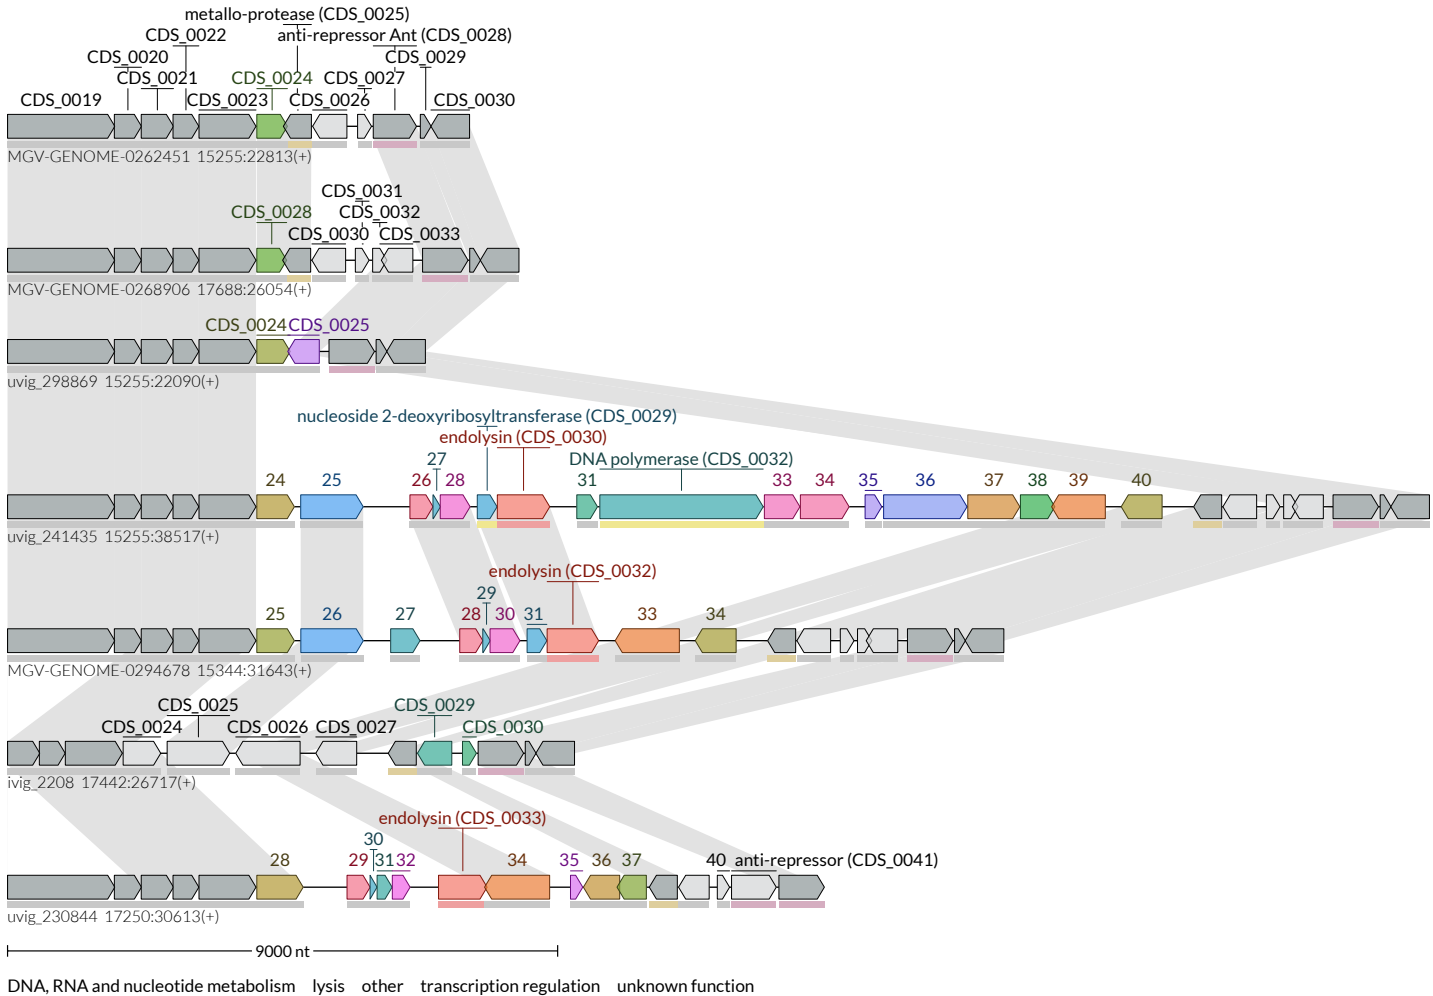 metallo-protease (CDS_0025)
CDS_0022 anti-repressor Ant (CDS_0028)
CDS_0020 CDS_0029
CDS_0021 CDS_0024 CDS_0027
CDS_0019 CDS_0023 CDS_0026 CDS_0030
MGV-GENOME-0262451 15255:22813(+)
CDS_0031
CDS_0028 CDS_0032
CDS_0030 CDS_0033
MGV-GENOME-0268906 17688:26054(+)
CDS_0024 CDS_0025
uvig_298869 15255:22090(+)
nucleoside 2-deoxyribosyltransferase (CDS_0029)
endolysin (CDS_0030)
27 DNA polymerase (CDS_0032)
24 25 26 28 31 33 34 35 36 37 38 39 40
uvig_241435 15255:38517(+)
endolysin (CDS_0032)
29
25 26 27 28 30 31 33 34
MGV-GENOME-0294678 15344:31643(+)
CDS_0025 CDS_0029
CDS_0024 CDS_0026 CDS_0027 CDS_0030
ivig_2208 17442:26717(+)
endolysin (CDS_0033)
30
28 29 31 32 34 35 36 37 40 anti-repressor (CDS_0041)
uvig_230844 17250:30613(+)
9000 nt
DNA, RNA and nucleotide metabolism lysis other transcription regulation unknown function